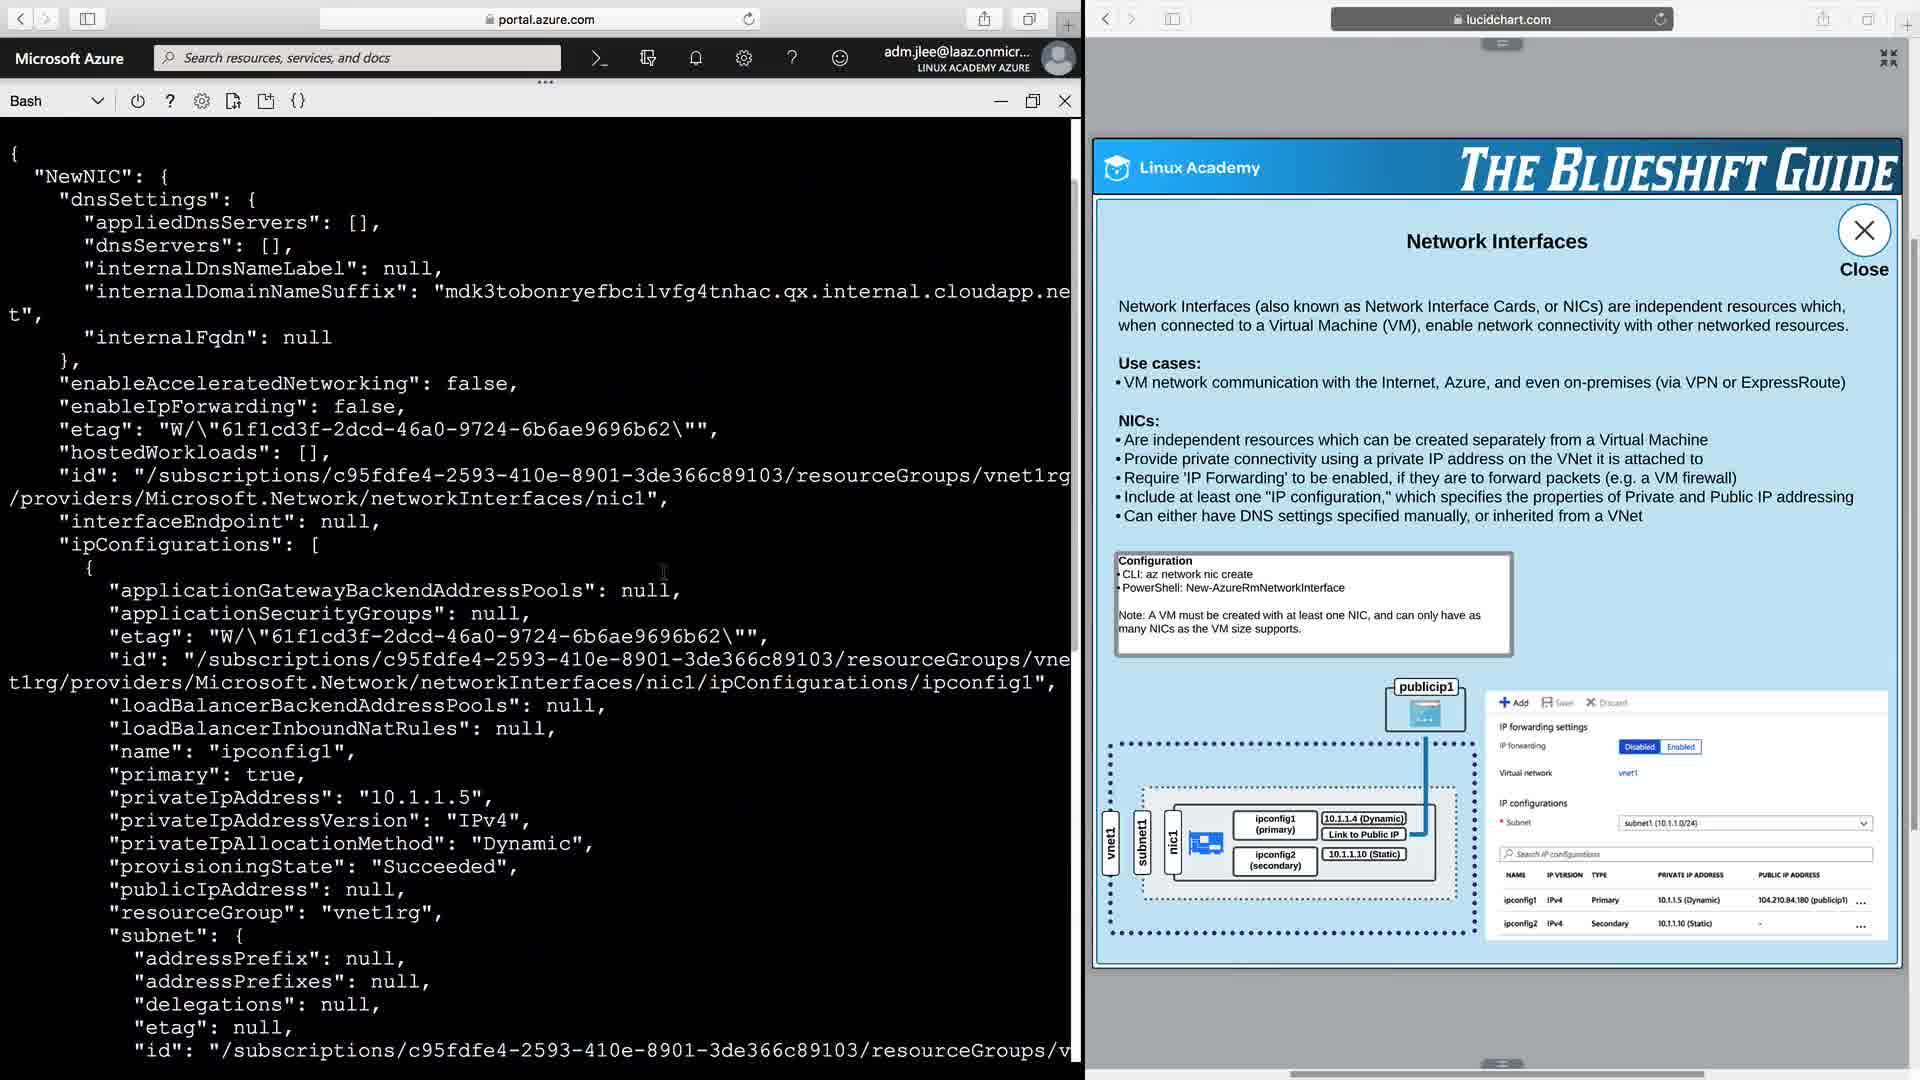 portal.azure.com
Microsoft Azure
Search resources, services, and docs
adm.jlee@laaz.onmicr...
LINUX ACADEMY AZURE
Bash
{
"NewNIC": {
"dnsSettings": {
"appliedDnsServers": [],
"dnsServers": [],
"internalDnsNameLabel": null,
"internalDomainNameSuffix": "mdk3tobonryefbcilvfg4tnhac.qx.internal.cloudapp.ne
t",
"internalFqdn": null
},
"enableAcceleratedNetworking": false,
"enableIpForwarding": false,
"etag": "W/\"61f1cd3f-2dcd-46a0-9724-6b6ae9696b62\"",
"hostedWorkloads": [],
"id": "/subscriptions/c95fdfe4-2593-410e-8901-3de366c89103/resourceGroups/vnet1rg
/providers/Microsoft.Network/networkInterfaces/nic1",
"interfaceEndpoint": null,
"ipConfigurations": [
{
"applicationGatewayBackendAddressPools": null,
"applicationSecurityGroups": null,
"etag": "W/\"61f1cd3f-2dcd-46a0-9724-6b6ae9696b62\"",
"id": "/subscriptions/c95fdfe4-2593-410e-8901-3de366c89103/resourceGroups/vne
t1rg/providers/Microsoft.Network/networkInterfaces/nic1/ipConfigurations/ipconfig1",
"loadBalancerBackendAddressPools": null,
"loadBalancerInboundNatRules": null,
"name": "ipconfig1",
"primary": true,
"privateIpAddress": "10.1.1.5",
"privateIpAddressVersion": "IPv4",
"privateIpAllocationMethod": "Dynamic",
"provisioningState": "Succeeded",
"publicIpAddress": null,
"resourceGroup": "vnet1rg",
"subnet": {
"addressPrefix": null,
"addressPrefixes": null,
"delegations": null,
"etag": null,
"id": "/subscriptions/c95fdfe4-2593-410e-8901-3de366c89103/resourceGroups/v
lucidchart.com
Linux Academy
THE BLUESHIFT GUIDE
Network Interfaces
Close
Network Interfaces (also known as Network Interface Cards, or NICs) are independent resources which,
when connected to a Virtual Machine (VM), enable network connectivity with other networked resources.
Use cases:
• VM network communication with the Internet, Azure, and even on-premises (via VPN or ExpressRoute)
NICs:
• Are independent resources which can be created separately from a Virtual Machine
• Provide private connectivity using a private IP address on the VNet it is attached to
• Require 'IP Forwarding' to be enabled, if they are to forward packets (e.g. a VM firewall)
• Include at least one "IP configuration," which specifies the properties of Private and Public IP addressing
• Can either have DNS settings specified manually, or inherited from a VNet
Configuration
• CLI: az network nic create
• PowerShell: New-AzureRmNetworkInterface
Note: A VM must be created with at least one NIC, and can only have as
many NICs as the VM size supports.
publicip1
vnet1
subnet1
nic1
ipconfig1
(primary)
10.1.1.4 (Dynamic)
Link to Public IP
ipconfig2
(secondary)
10.1.1.10 (Static)
Add Save Discard
IP forwarding settings
IP forwarding Disabled Enabled
Virtual network vnet1
IP configurations
* Subnet subnet1 (10.1.1.0/24)
Search IP configurations
NAME IP VERSION TYPE PRIVATE IP ADDRESS PUBLIC IP ADDRESS
ipconfig1 IPv4 Primary 10.1.1.5 (Dynamic) 104.210.84.180 (publicip1) ...
ipconfig2 IPv4 Secondary 10.1.1.10 (Static) - ...